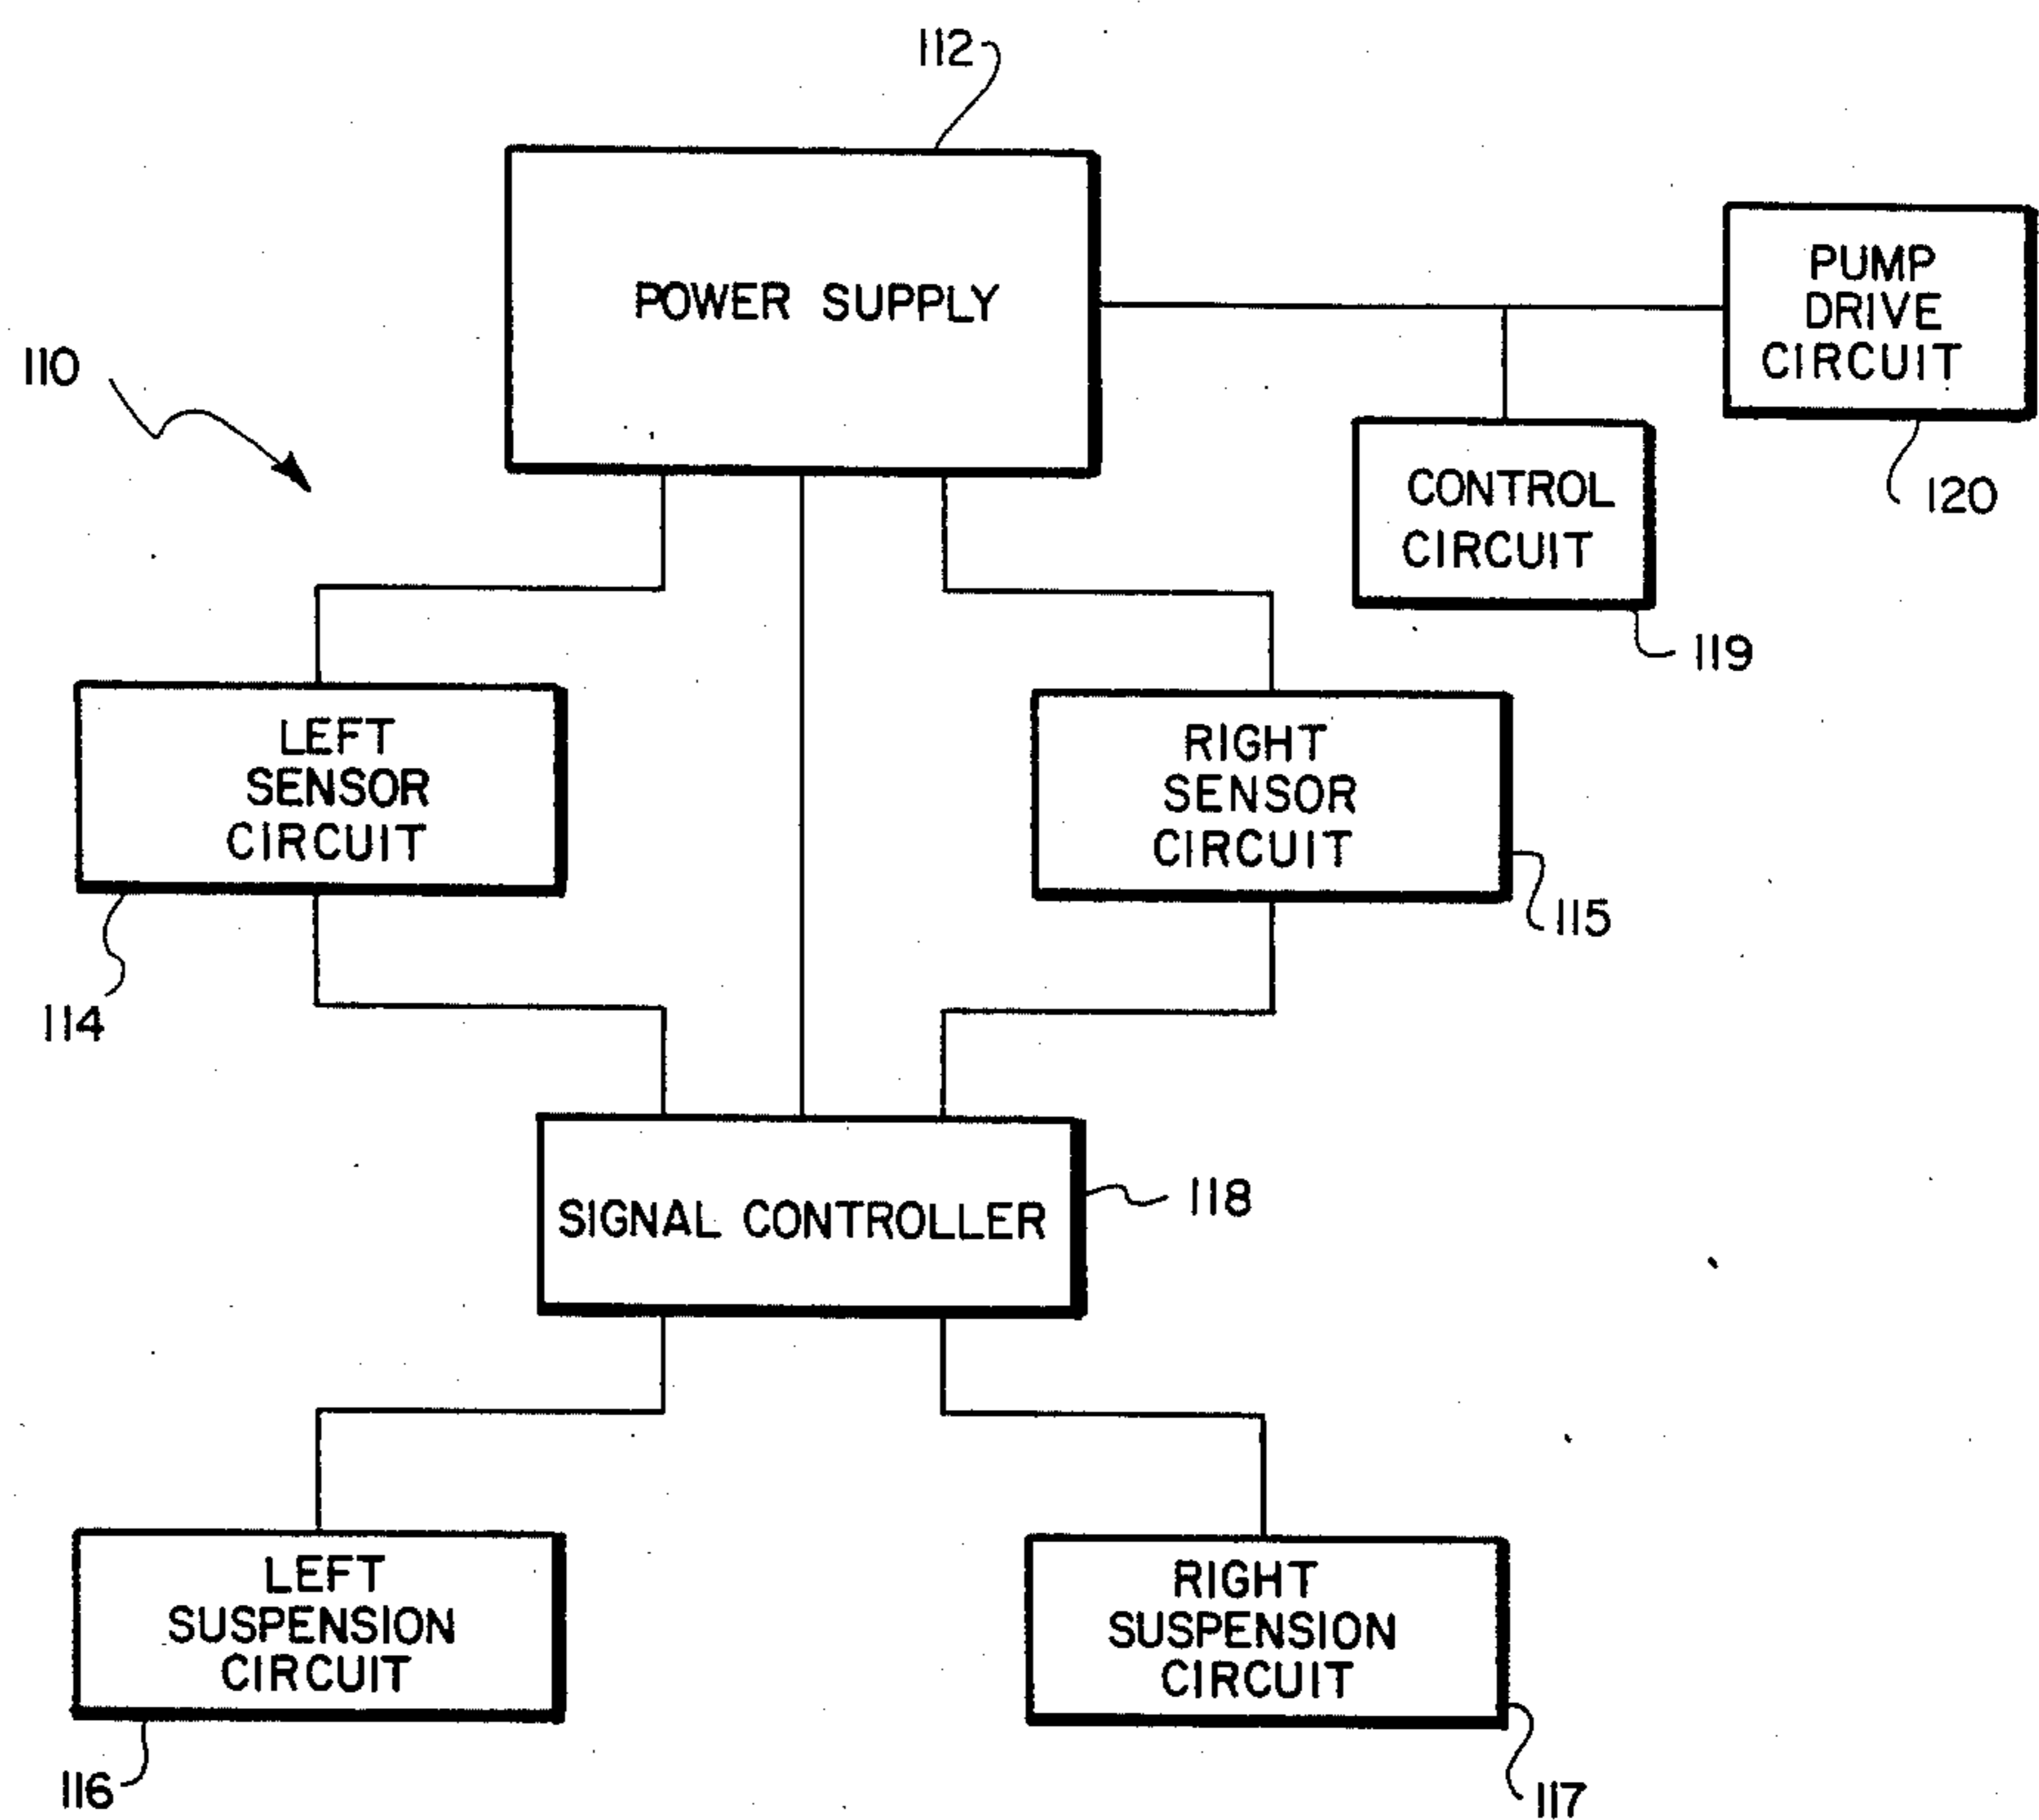 112
POWER SUPPLY
PUMP
DRIVE
CIRCUIT
110
CONTROL
CIRCUIT
120
119
LEFT
SENSOR
CIRCUIT
RIGHT
SENSOR
CIRCUIT
115
114
SIGNAL CONTROLLER
118
LEFT
SUSPENSION
CIRCUIT
RIGHT
SUSPENSION
CIRCUIT
116
117